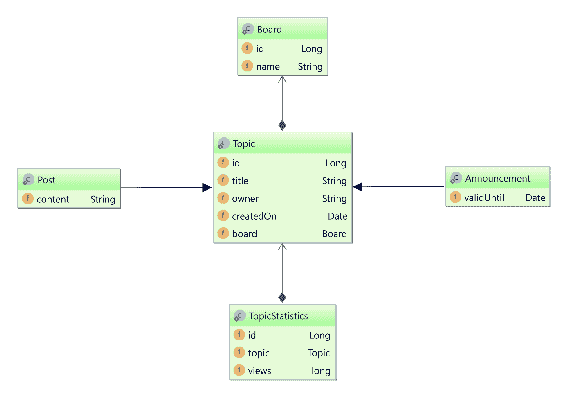 Board
id Long
name String
Topic
id Long
title String
owner String
createdOn Date
board Board
Post
content String
Announcement
validUntil Date
TopicStatistics
id Long
topic Topic
views long